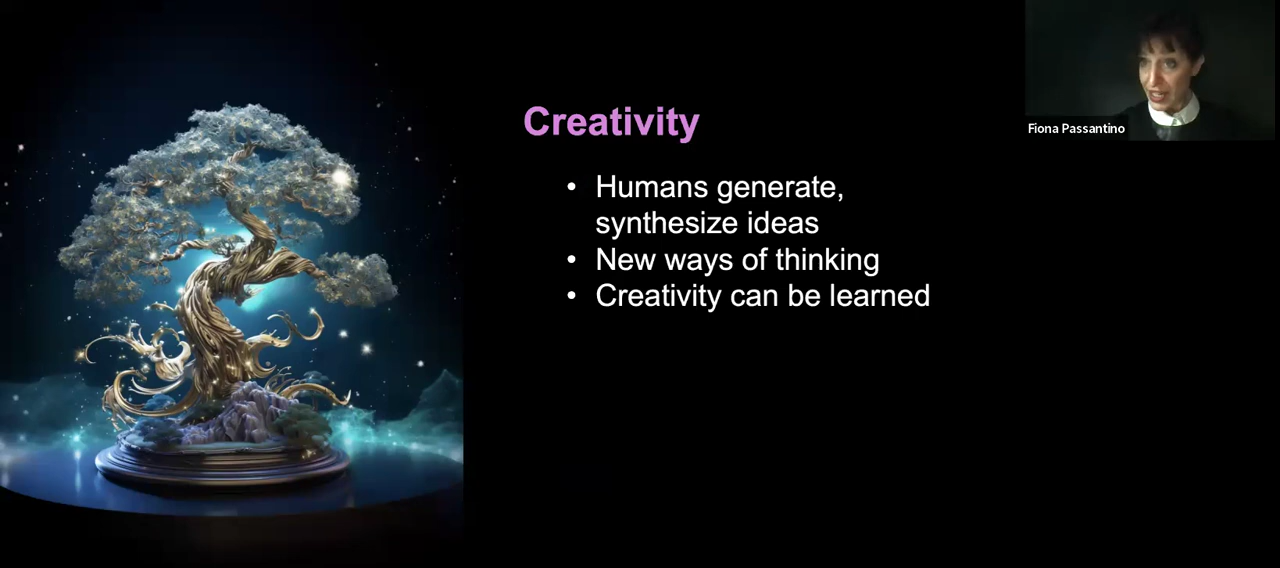 Creativity
• Humans generate,
synthesize ideas
• New ways of thinking
• Creativity can be learned
Fiona Passantino